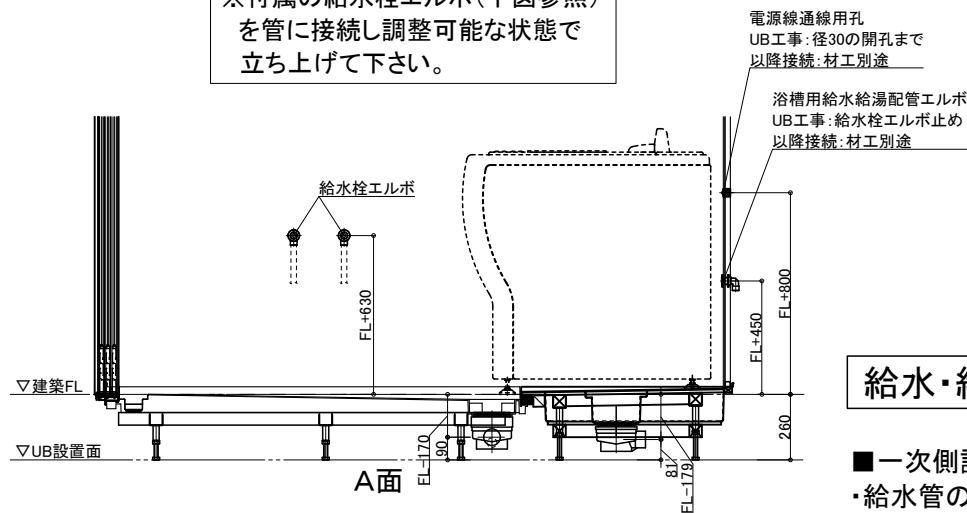 ※付属の給水栓エルボ(下図参照)
を管に接続し調整可能な状態で
立ち上げて下さい。
電源線通線用孔
UB工事:径30の開孔まで
以降接続:材工別途
浴槽用給水給湯配管エルボ
UB工事:給水栓エルボ止め
以降接続:材工別途
給水栓エルボ
FL+630
FL+800
FL+450
▽建築FL
給水・
260
▽UB設置面
FL-170
90
81
FL-179
A面
■一次側
・給水管の